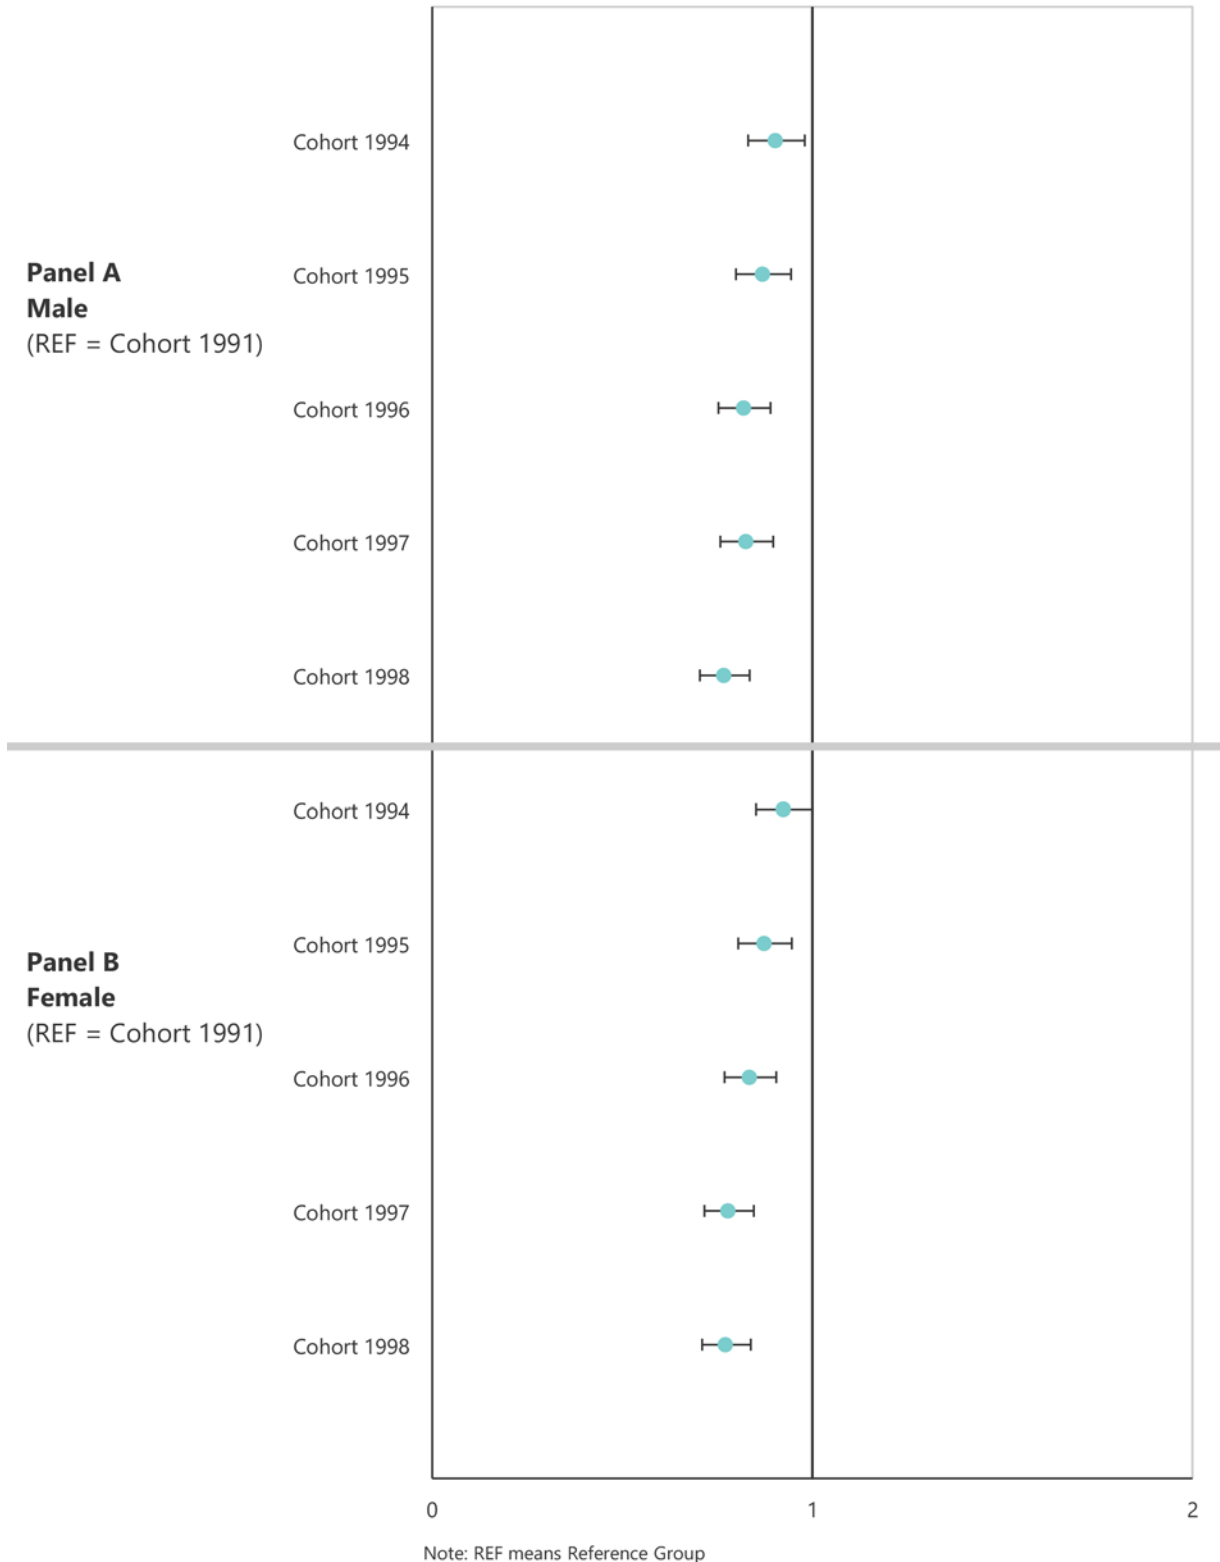 Cohort 1994
Cohort 1995
Panel A
Male
(REF = Cohort 1991)
Cohort 1996
Cohort 1997
Cohort 1998
Cohort 1994
Cohort 1995
Panel B
Female
(REF = Cohort 1991)
Cohort 1996
Cohort 1997
Cohort 1998
0 1 2
Note: REF means Reference Group